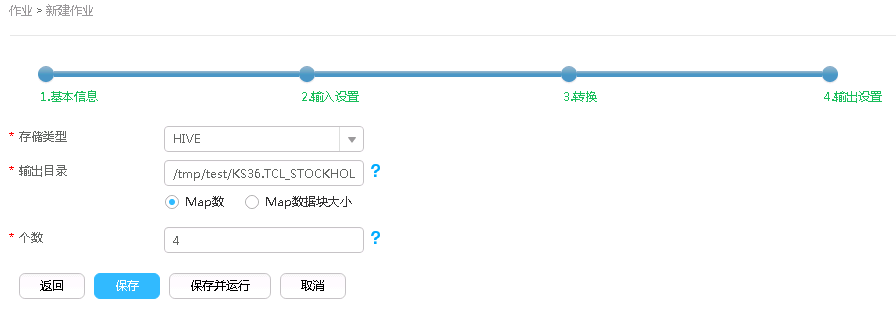 作业 > 新建作业
1.基本信息 2.输入设置 3.转换 4.输出设置
* 存储类型 HIVE
* 输出目录 /tmp/test/KS36.TCL_STOCKHOL ?
Map数 Map数据块大小
* 个数 4 ?
返回 保存 保存并运行 取消